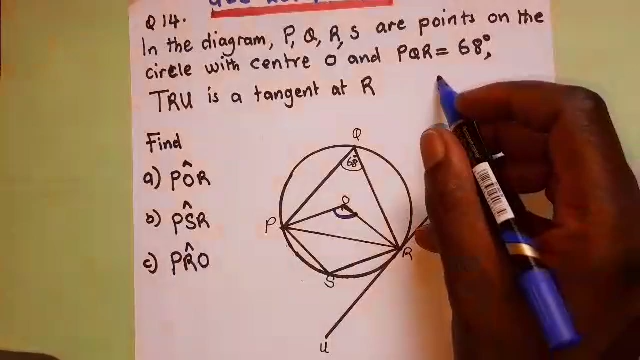 Q 14.
In the diagram, P, Q, R, S are points on the
circle with centre O and PQR = 68°,
TRU is a tangent at R
Find
a) PÔR
b) PŜR
c) PR̂O
Q
68°
O
P
R
S
U